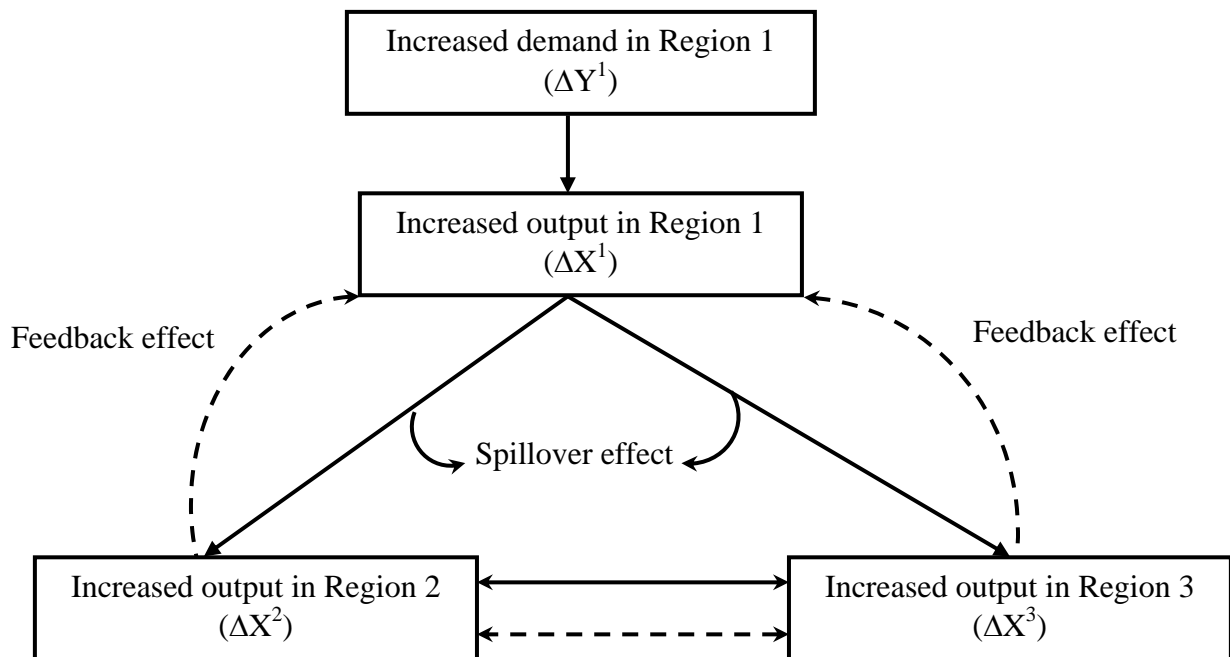 Increased demand in Region 1
(ΔY¹)
Increased output in Region 1
(ΔX¹)
Feedback effect
Feedback effect
Spillover effect
Increased output in Region 2
(ΔX²)
Increased output in Region 3
(ΔX³)